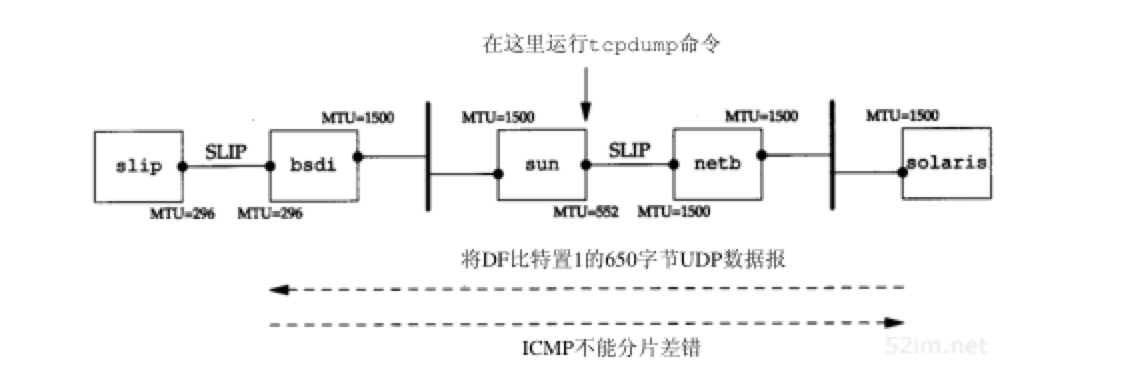 在这里运行tcpdump命令
MTU=1500
MTU=1500
MTU=1500
MTU=1500
slip
SLIP
bsdi
sun
SLIP
netb
solaris
MTU=296
MTU=296
MTU=552
MTU=1500
将DF比特置1的650字节UDP数据报
ICMP不能分片差错
52im.net